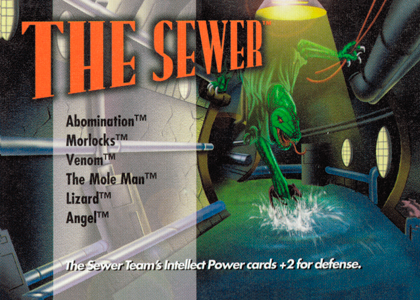 THE SEWER™
Abomination™
Morlocks™
Venom™
The Mole Man™
Lizard™
Angel™
The Sewer Team's Intellect Power cards +2 for defense.